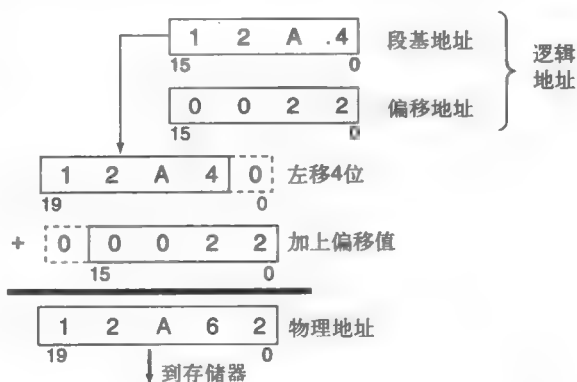 1 2 A .4 段基地址
15 0
逻辑
地址
0 0 2 2 偏移地址
15 0
1 2 A 4 0 左移4位
19 0
+ 0 0 0 2 2 加上偏移值
15 0
1 2 A 6 2 物理地址
19 0
到存储器